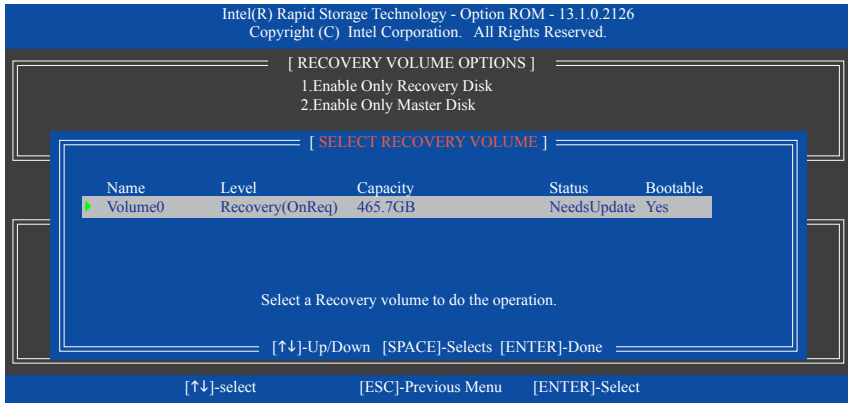 Intel(R) Rapid Storage Technology - Option ROM - 13.1.0.2126
Copyright (C) Intel Corporation. All Rights Reserved.
[ RECOVERY VOLUME OPTIONS ]
1.Enable Only Recovery Disk
2.Enable Only Master Disk
[ SELECT RECOVERY VOLUME ]
Name Level Capacity Status Bootable
Volume0 Recovery(OnReq) 465.7GB NeedsUpdate Yes
Select a Recovery volume to do the operation.
[↑↓]-Up/Down [SPACE]-Selects [ENTER]-Done
[↑↓]-select [ESC]-Previous Menu [ENTER]-Select